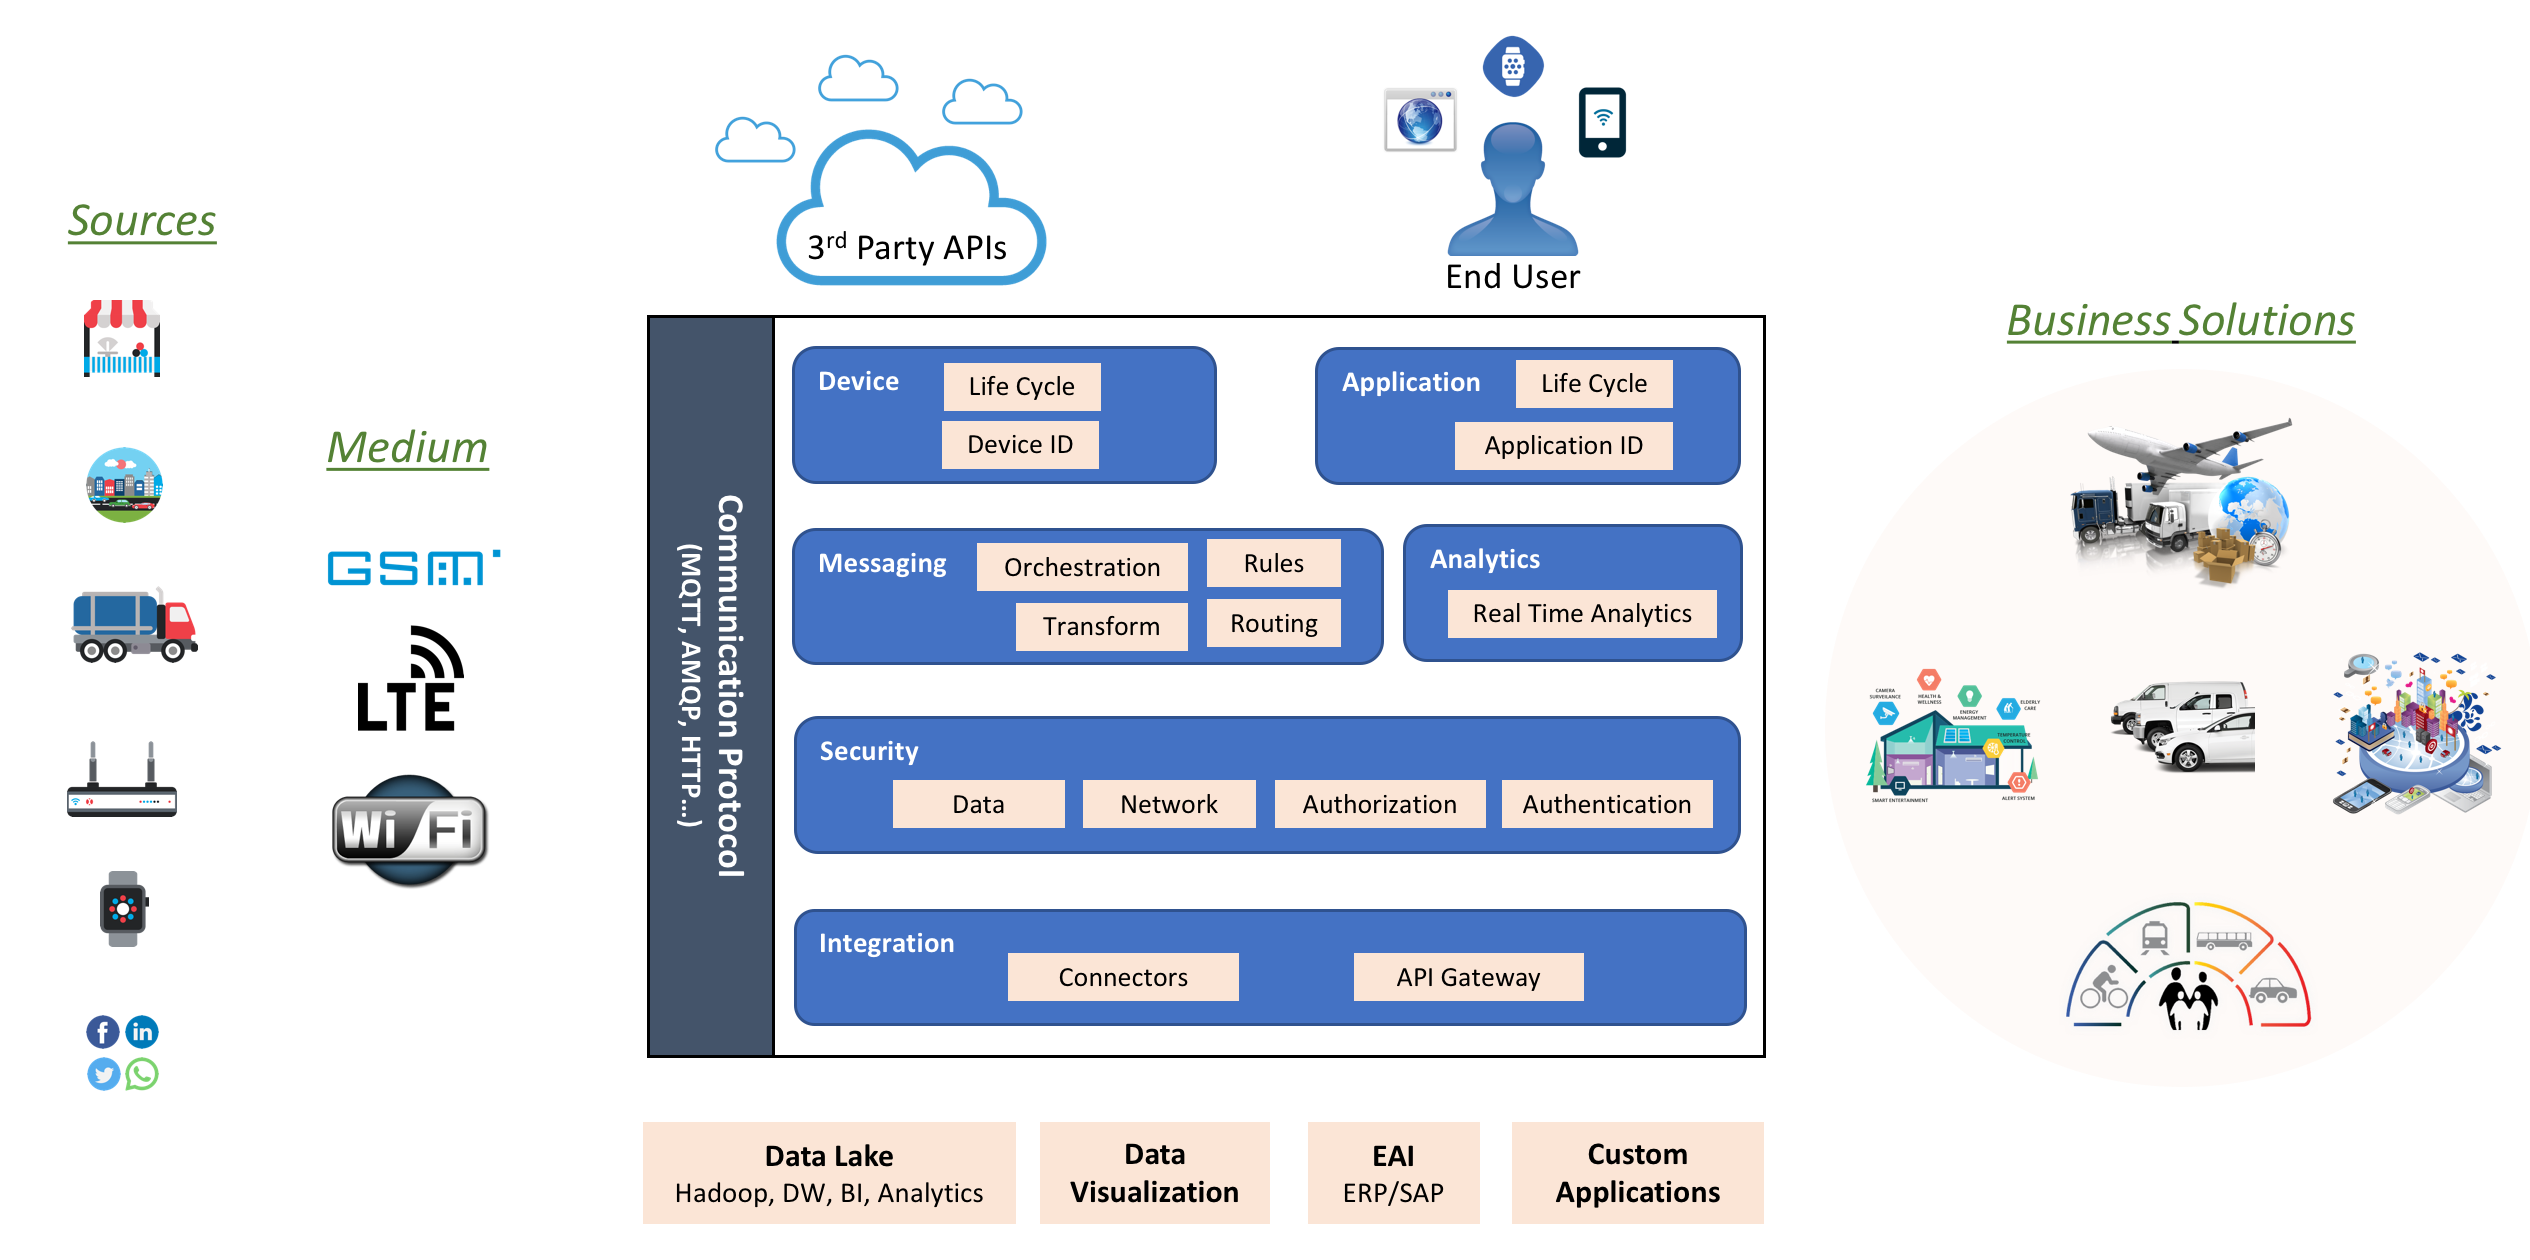 3rd Party APIs
End User
Sources
Medium
GSM
LTE
Wi Fi
f in
Communication Protocol
(MQTT, AMQP, HTTP…)
Device
Life Cycle
Device ID
Application
Life Cycle
Application ID
Messaging
Orchestration
Rules
Transform
Routing
Analytics
Real Time Analytics
Security
Data
Network
Authorization
Authentication
Integration
Connectors
API Gateway
Data Lake
Hadoop, DW, BI, Analytics
Data
Visualization
EAI
ERP/SAP
Custom
Applications
Business Solutions
CAMERA
SURVEILANCE
HEALTH &
WELLNESS
ENERGY
MANAGEMENT
ELDERLY
CARE
TEMPERATURE
CONTROL
SMART ENTERTAINMENT
ALERT SYSTEM